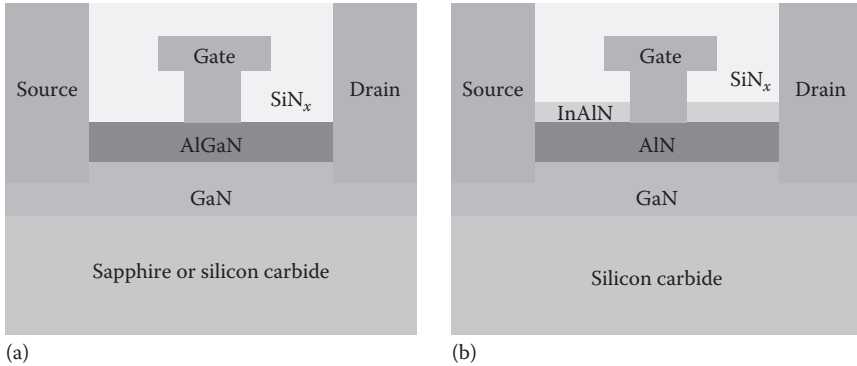 Source
Gate
SiNx
Drain
AlGaN
GaN
Sapphire or silicon carbide
(a)
Source
Gate
SiNx
Drain
InAlN
AlN
GaN
Silicon carbide
(b)